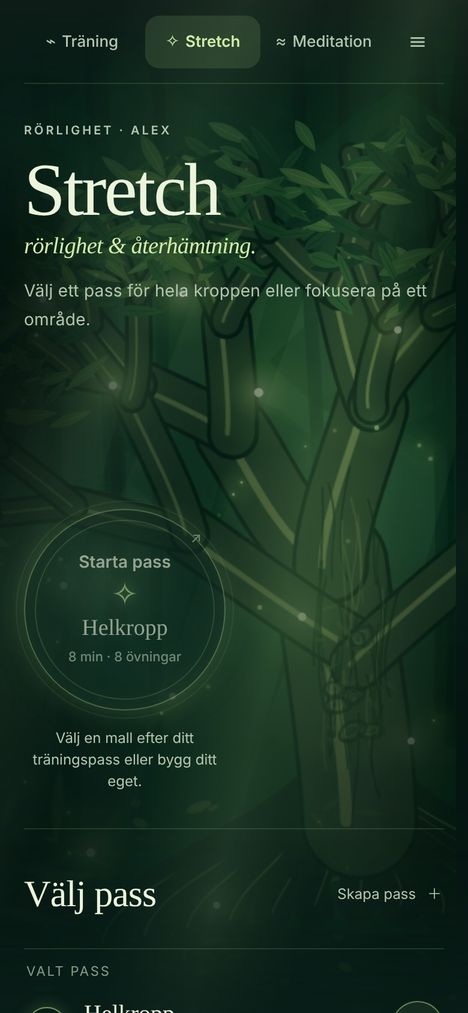 Träning Stretch Meditation
RÖRLIGHET · ALEX
Stretch
rörlighet & återhämtning.
Välj ett pass för hela kroppen eller fokusera på ett
område.
Starta pass
Helkropp
8 min · 8 övningar
Välj en mall efter ditt
träningspass eller bygg ditt
eget.
Välj pass
Skapa pass +
VALT PASS
Helkropp